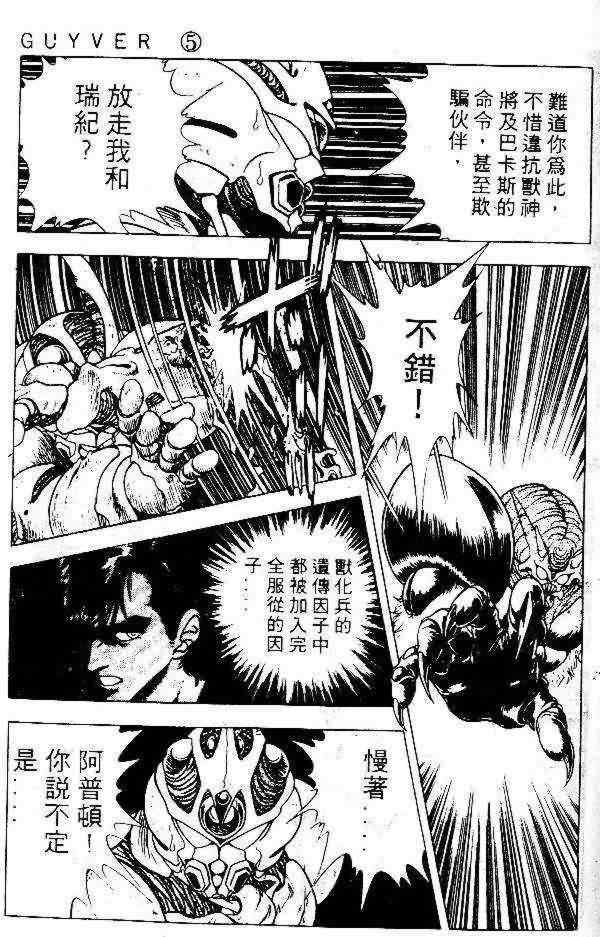 GUYVER ⑤
難道你為此，
不惜違抗獸神
將及巴卡斯的
命令，甚至欺
騙伙伴，
放走我和
瑞紀？
不錯！
獸化兵的
遺傳因子中
都被加入完
全服從的因
子‥‥
慢著
‥‥
阿普頓！
你說不定
是‥‥